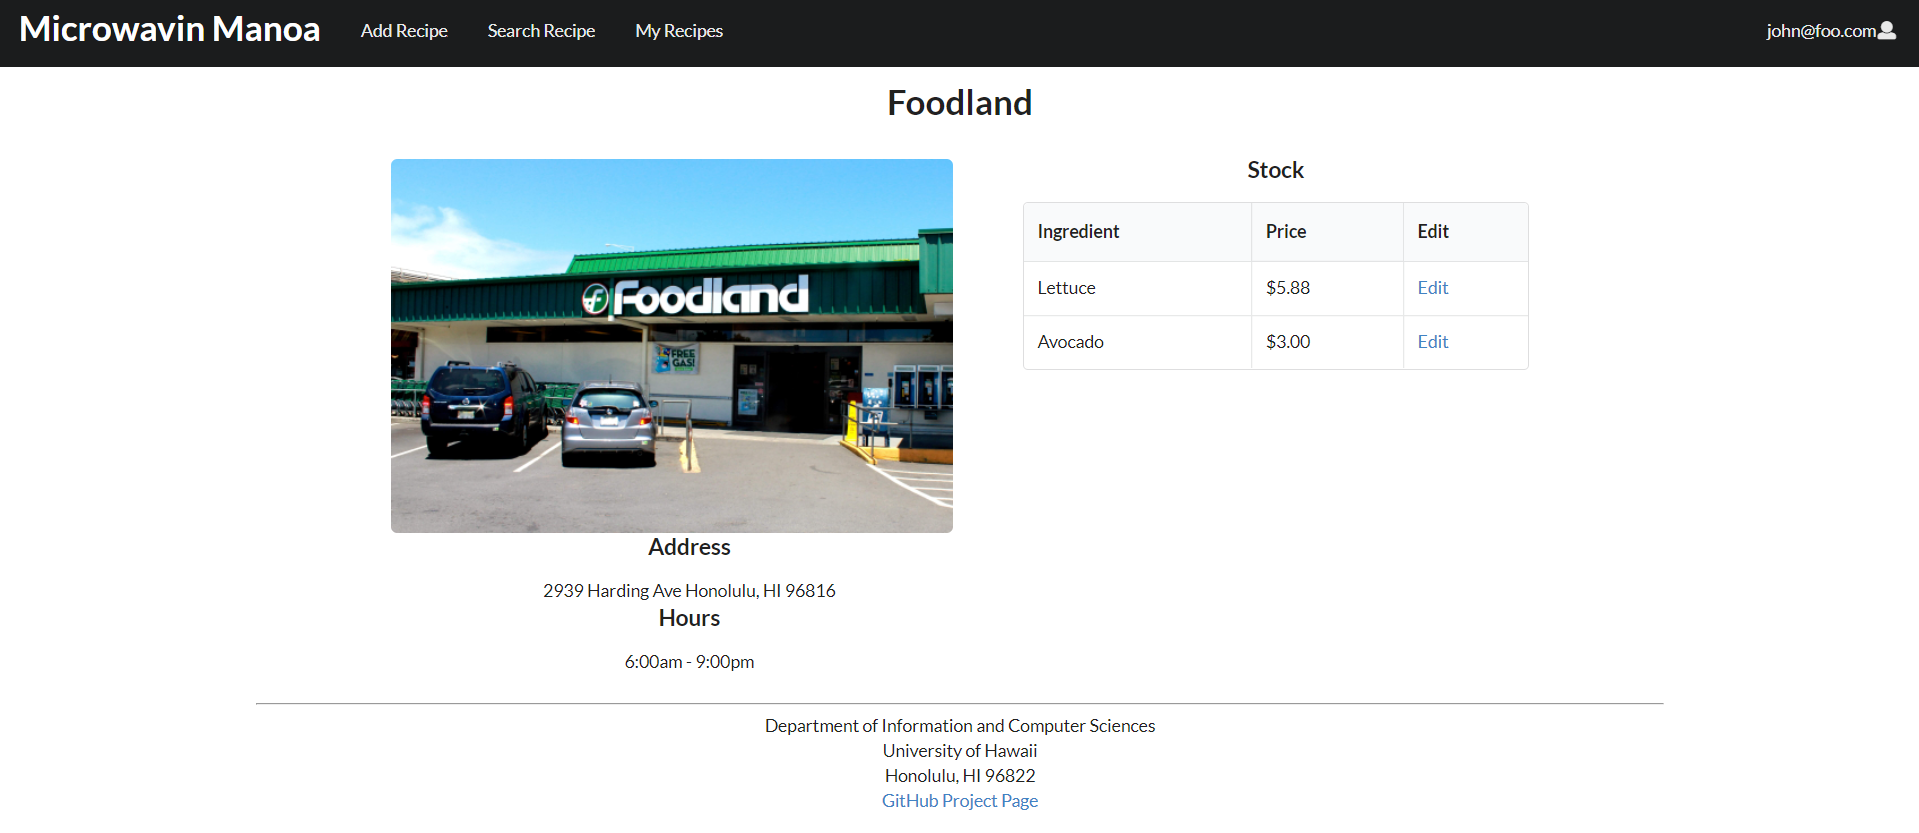 Microwavin Manoa Add Recipe Search Recipe My Recipes john@foo.com
Foodland
Foodland
FREE
GAS!
Address
2939 Harding Ave Honolulu, HI 96816
Hours
6:00am - 9:00pm
Stock
Ingredient Price Edit
Lettuce $5.88 Edit
Avocado $3.00 Edit
Department of Information and Computer Sciences
University of Hawaii
Honolulu, HI 96822
GitHub Project Page